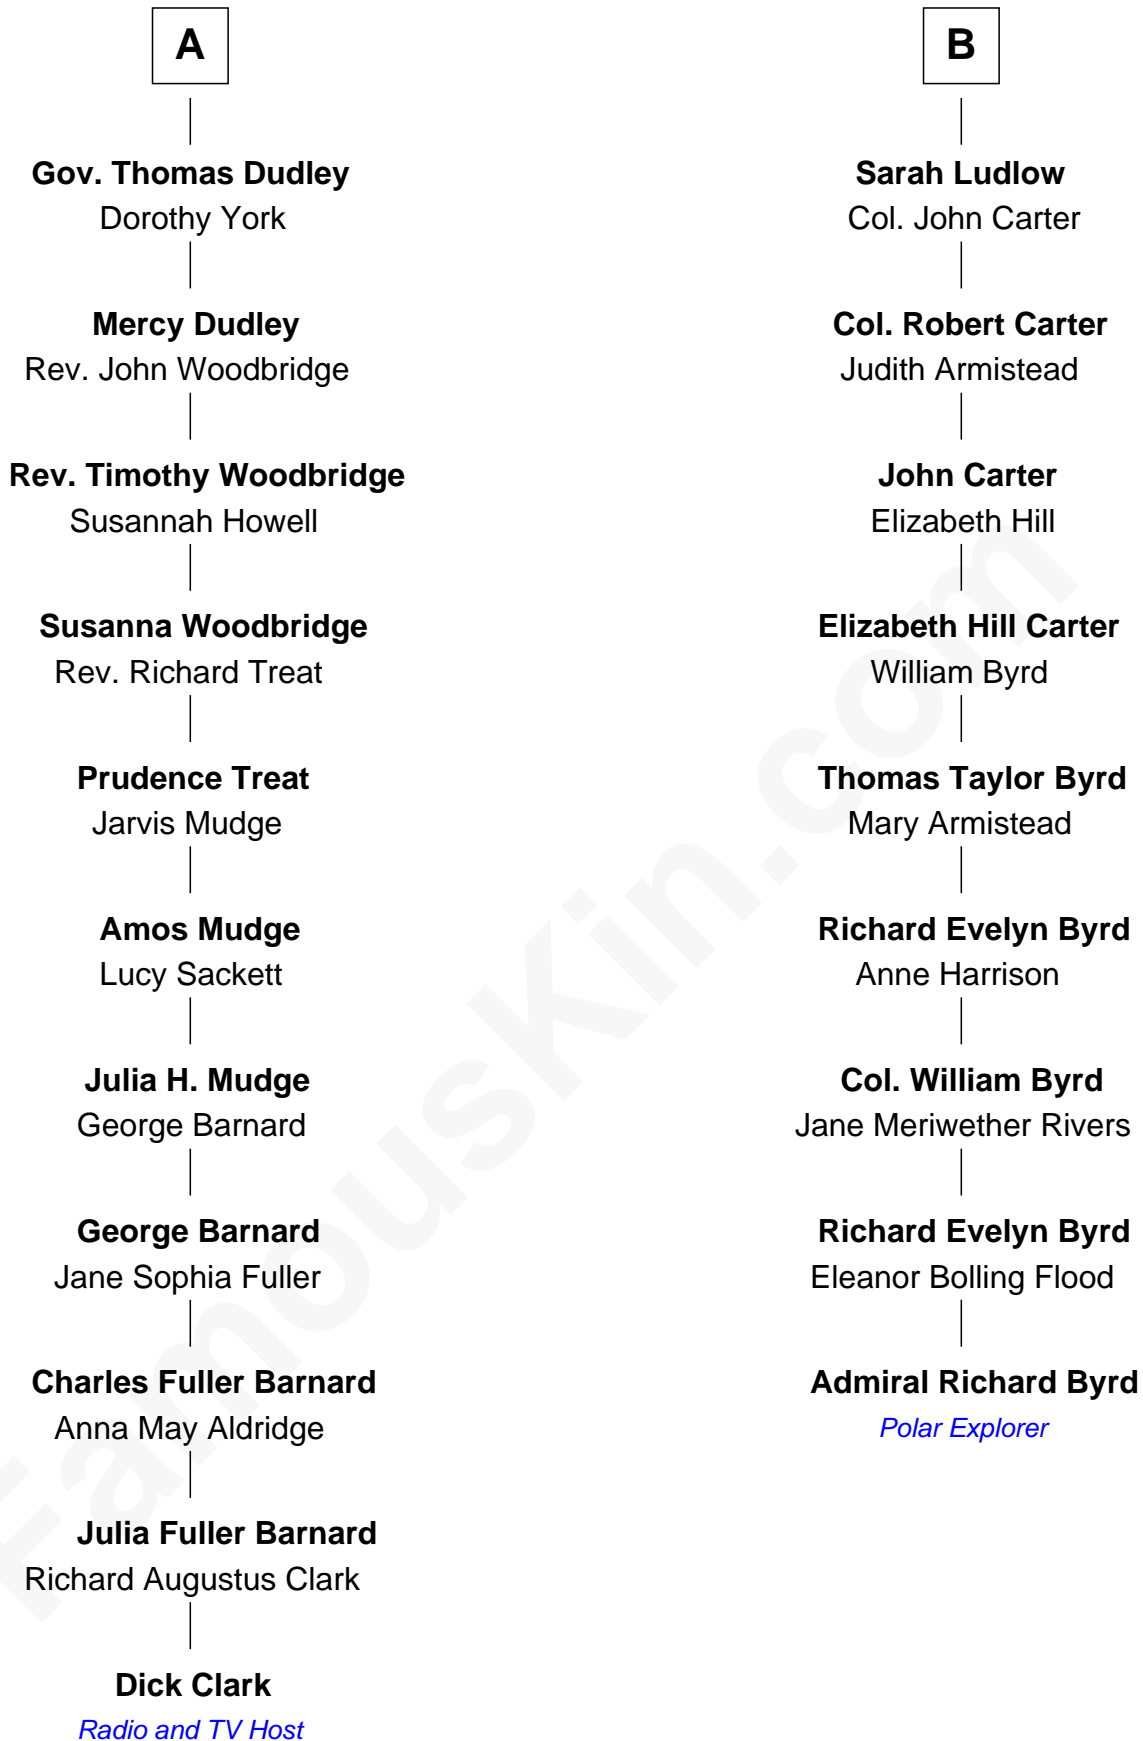 A
Gov. Thomas Dudley
Dorothy York
Mercy Dudley
Rev. John Woodbridge
Rev. Timothy Woodbridge
Susannah Howell
Susanna Woodbridge
Rev. Richard Treat
Prudence Treat
Jarvis Mudge
Amos Mudge
Lucy Sackett
Julia H. Mudge
George Barnard
George Barnard
Jane Sophia Fuller
Charles Fuller Barnard
Anna May Aldridge
Julia Fuller Barnard
Richard Augustus Clark
Dick Clark
Radio and TV Host
B
Sarah Ludlow
Col. John Carter
Col. Robert Carter
Judith Armistead
John Carter
Elizabeth Hill
Elizabeth Hill Carter
William Byrd
Thomas Taylor Byrd
Mary Armistead
Richard Evelyn Byrd
Anne Harrison
Col. William Byrd
Jane Meriwether Rivers
Richard Evelyn Byrd
Eleanor Bolling Flood
Admiral Richard Byrd
Polar Explorer
FamousKin.com